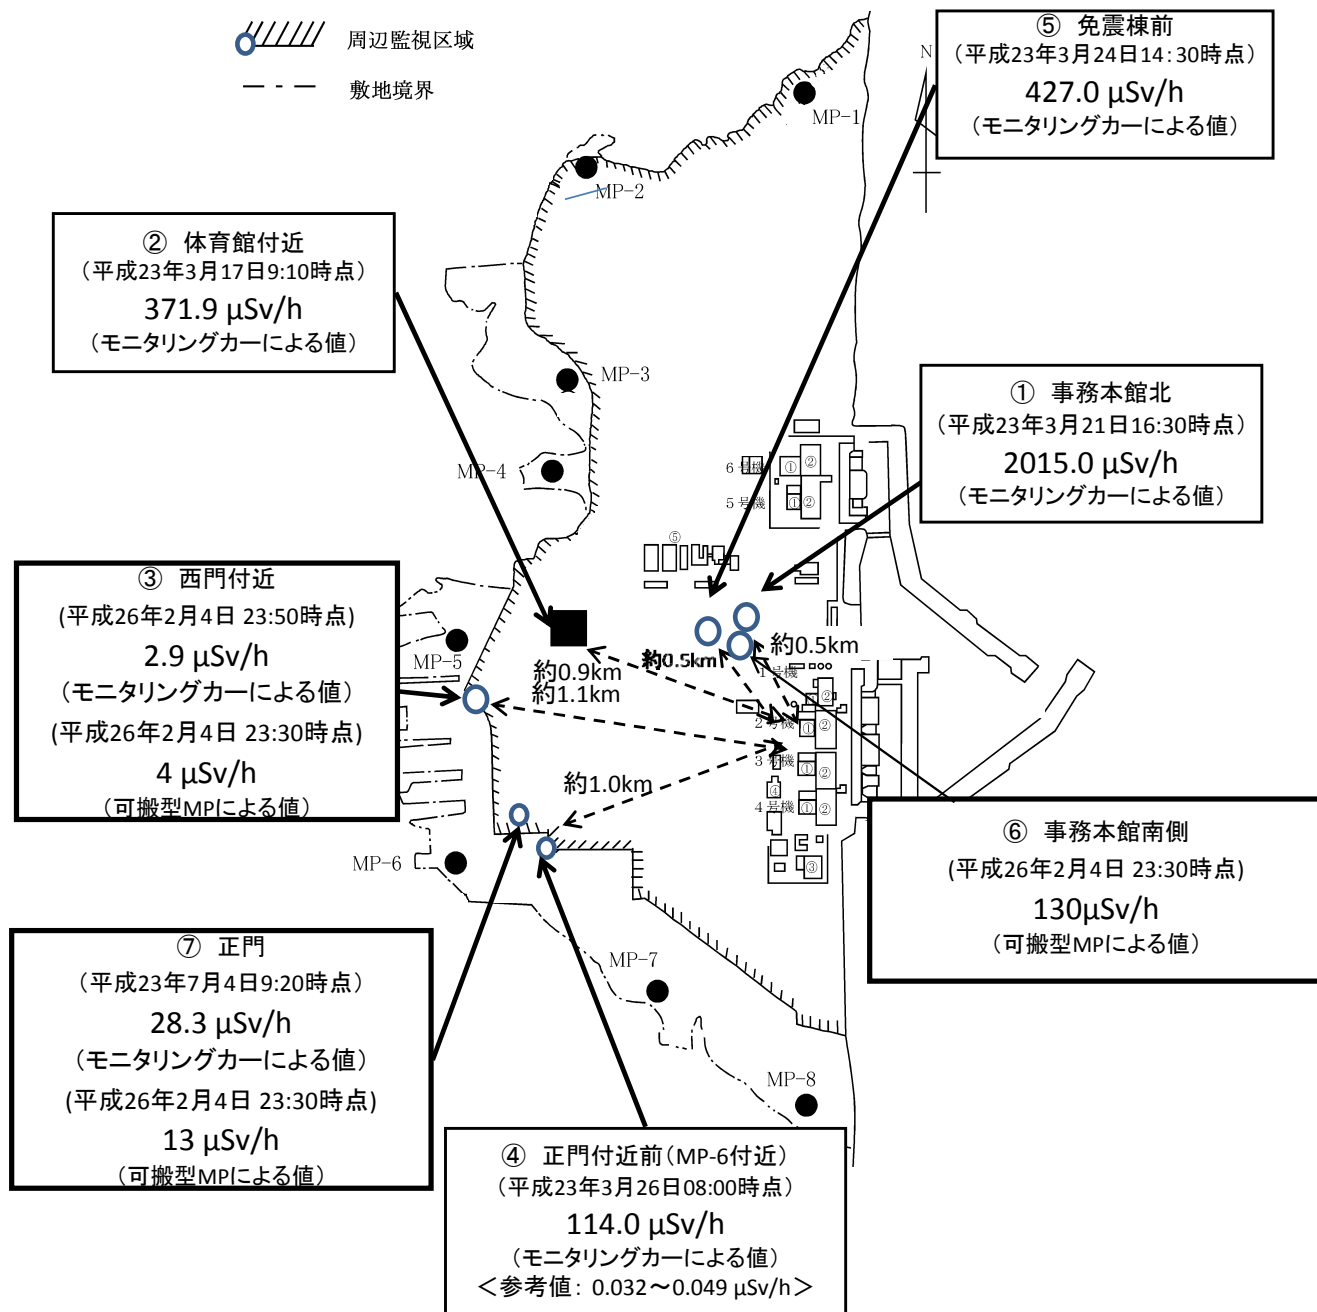 周辺監視区域
敷地境界
⑤ 免震棟前
（平成23年3月24日14:30時点）
427.0 μSv/h
（モニタリングカーによる値）
N
MP-1
MP-2
② 体育館付近
（平成23年3月17日9:10時点）
371.9 μSv/h
（モニタリングカーによる値）
MP-3
① 事務本館北
（平成23年3月21日16:30時点）
2015.0 μSv/h
（モニタリングカーによる値）
MP-4
6号機
① ②
5号機
① ②
⑤
③ 西門付近
(平成26年2月4日 23:50時点)
2.9 μSv/h
（モニタリングカーによる値）
(平成26年2月4日 23:30時点)
4 μSv/h
（可搬型MPによる値）
MP-5
約0.9km
約1.1km
約0.5km
約0.5km
1号機
②
2号機
① ②
3号機
① ②
④
4号機
① ②
③
約1.0km
MP-6
⑥ 事務本館南側
(平成26年2月4日 23:30時点)
130μSv/h
（可搬型MPによる値）
⑦ 正門
（平成23年7月4日9:20時点）
28.3 μSv/h
（モニタリングカーによる値）
(平成26年2月4日 23:30時点)
13 μSv/h
（可搬型MPによる値）
MP-7
MP-8
④ 正門付近前（MP-6付近）
（平成23年3月26日08:00時点）
114.0 μSv/h
（モニタリングカーによる値）
＜参考値: 0.032～0.049 μSv/h＞